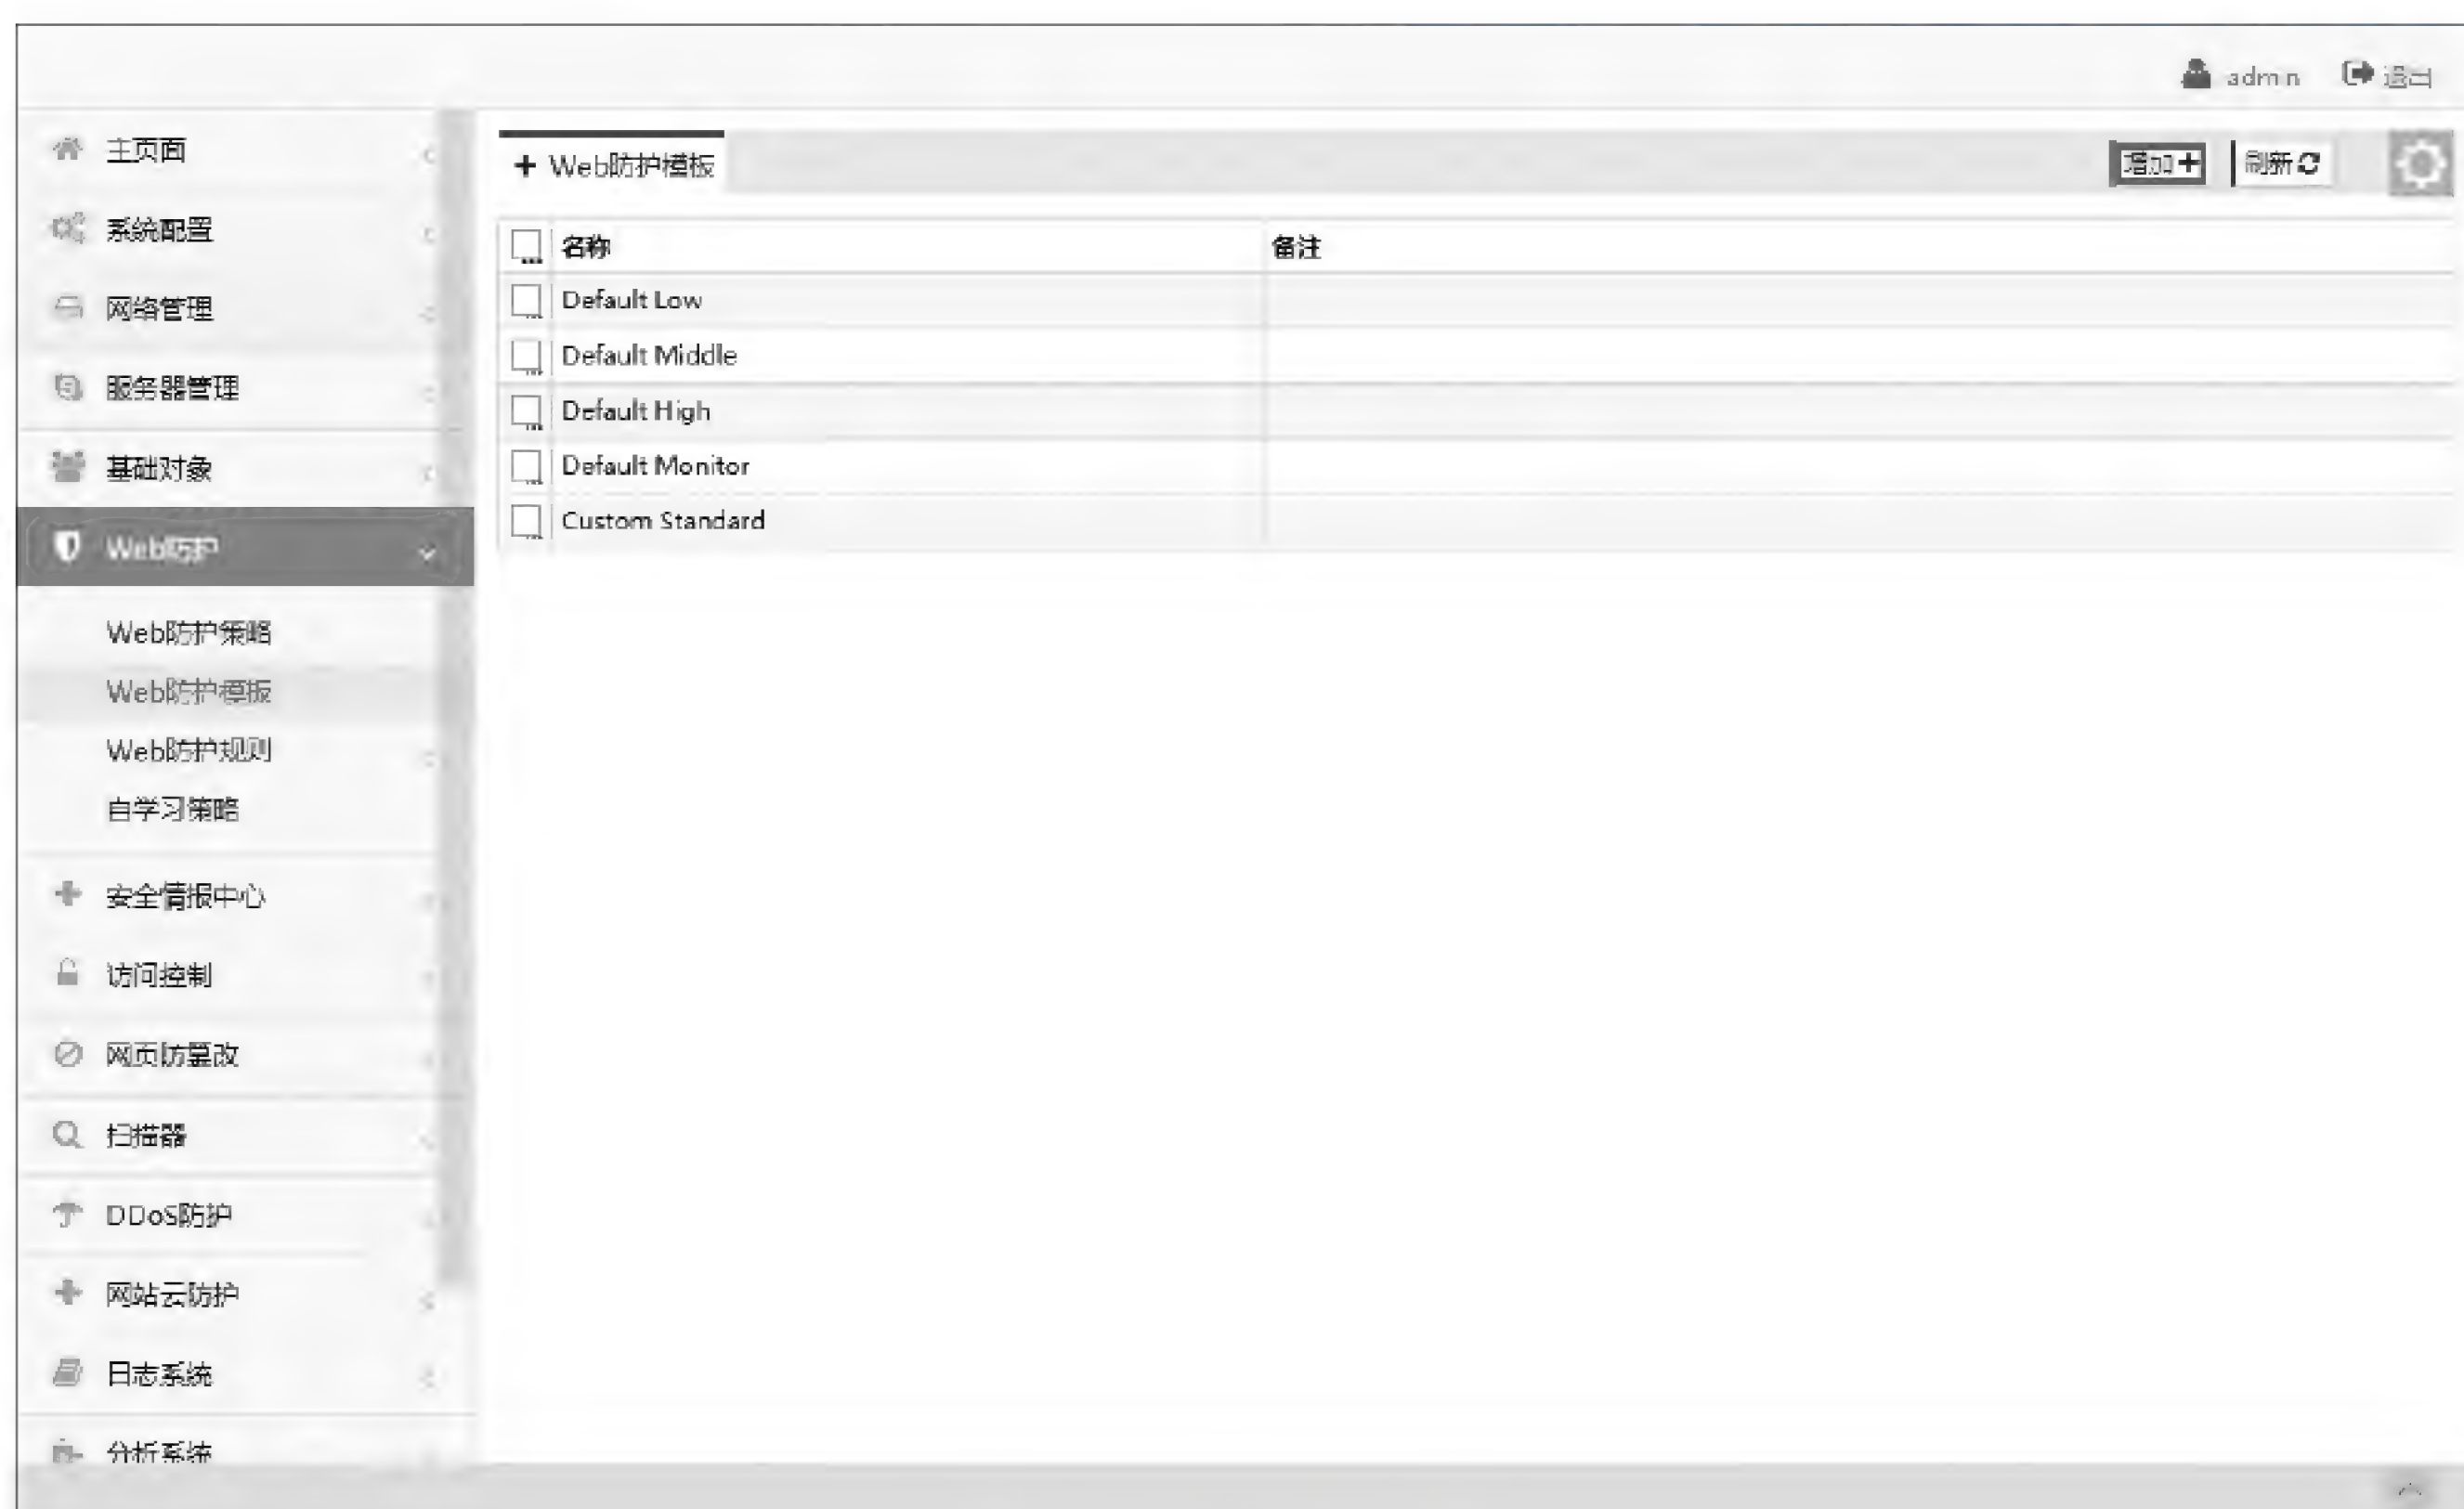 admin 退出
主页面
系统配置
网络管理
服务器管理
基础对象
Web防护
Web防护策略
Web防护模板
Web防护规则
自学习策略
安全情报中心
访问控制
网页防篡改
扫描器
DDoS防护
网站云防护
日志系统
分析系统
+ Web防护模板
增加+ 刷新
名称 备注
Default Low
Default Middle
Default High
Default Monitor
Custom Standard